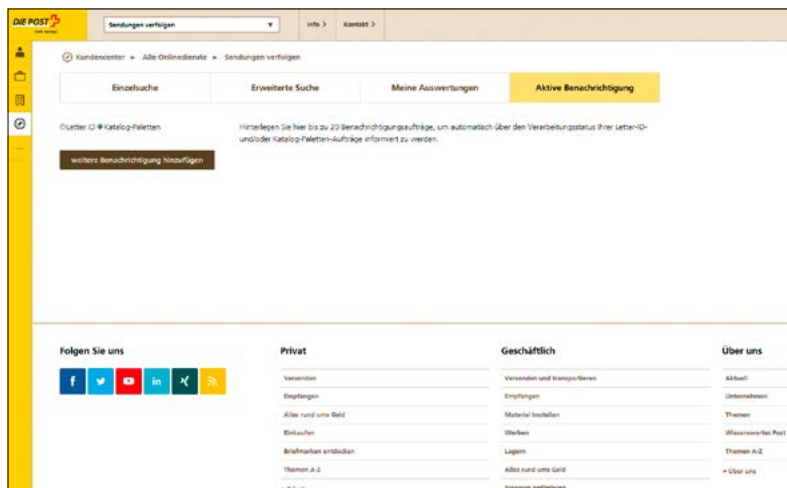 DIE POST
Sendungen verfolgen
Info >
Kontakt >
Kundencenter ► Alle Onlinedienste ► Sendungen verfolgen
Einzelsuche
Erweiterte Suche
Meine Auswertungen
Aktive Benachrichtigung
Letter ID Katalog-Paletten
Hinterlegen Sie hier bis zu 20 Benachrichtigungsaufträge, um automatisch über den Verarbeitungsstatus Ihrer Letter-ID-
und/oder Katalog-Paletten-Aufträge informiert zu werden.
weitere Benachrichtigung hinzufügen
Folgen Sie uns
Privat
Versenden
Empfangen
Alles rund ums Geld
Einkaufen
Briefmarken entdecken
Themen A-Z
Geschäftlich
Versenden und transportieren
Empfangen
Material bestellen
Werben
Lagern
Alles rund ums Geld
Prozesse optimieren
Über uns
Aktuell
Unternehmen
Themen
Wissenswertes Post
Themen A-Z
+ Über uns